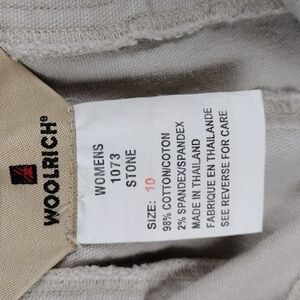 WOOLRICH®
WOMENS
1073
STONE
SIZE: 10
98% COTTON/COTON
2% SPANDEX/SPANDEX
MADE IN THAILAND
FABRIQUE EN THAILANDE
SEE REVERSE FOR CARE